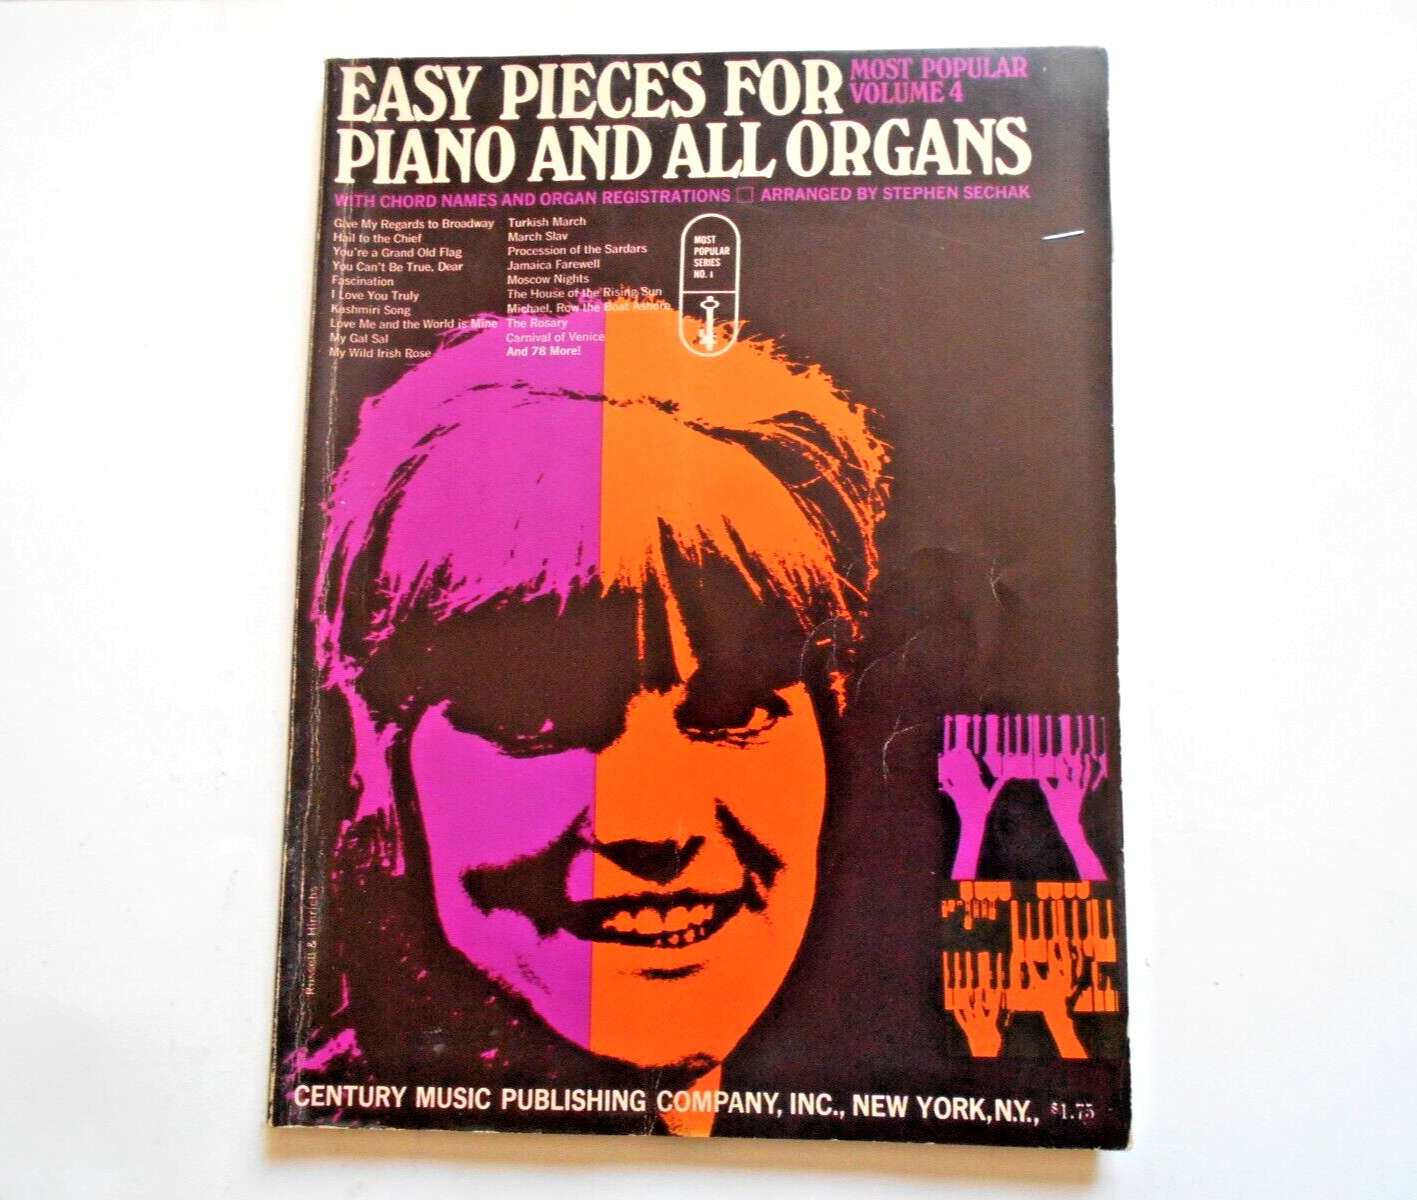 EASY PIECES FOR
PIANO AND ALL ORGANS
MOST POPULAR
VOLUME 4
WITH CHORD NAMES AND ORGAN REGISTRATIONS □ ARRANGED BY STEPHEN SECHAK
Give My Regards to Broadway
Hail to the Chief
You're a Grand Old Flag
You Can't Be True, Dear
Fascination
I Love You Truly
Kashmiri Song
Love Me and the World is Mine
My Gal Sal
My Wild Irish Rose
Turkish March
March Slav
Procession of the Sardars
Jamaica Farewell
Moscow Nights
The House of the Rising Sun
Michael, Row the Boat Ashore
The Rosary
Carnival of Venice
And 78 More!
MOST
POPULAR
SERIES
NO. 1
Russell & Hinrichs
CENTURY MUSIC PUBLISHING COMPANY, INC., NEW YORK, N.Y., $1.75